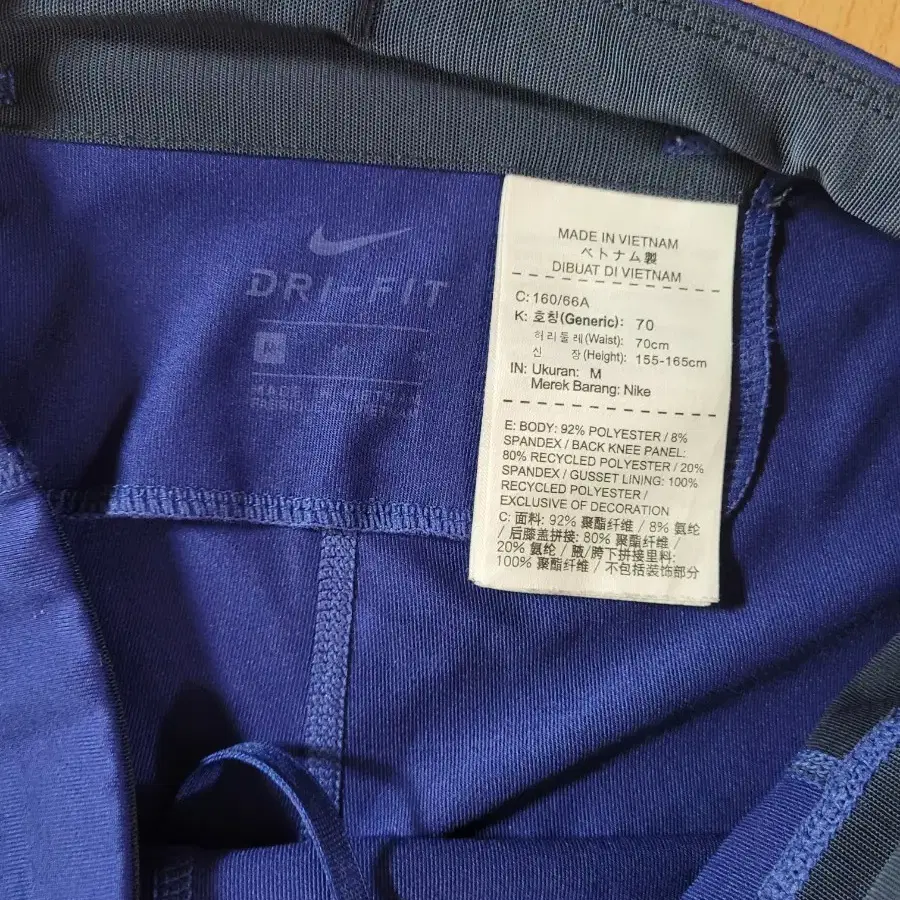 DRI-FIT
MADE IN VIETNAM
ベトナム製
DIBUAT DI VIETNAM
C: 160/66A
K: 호칭(Generic): 70
허리둘레(Waist): 70cm
신 장(Height): 155-165cm
IN: Ukuran: M
Merek Barang: Nike
E: BODY: 92% POLYESTER / 8%
SPANDEX / BACK KNEE PANEL:
80% RECYCLED POLYESTER / 20%
SPANDEX / GUSSET LINING: 100%
RECYCLED POLYESTER /
EXCLUSIVE OF DECORATION
C: 面料: 92% 聚酯纤维 / 8% 氨纶
/ 后膝盖拼接: 80% 聚酯纤维 /
20% 氨纶 / 腋/胯下拼接里料:
100% 聚酯纤维 / 不包括装饰部分